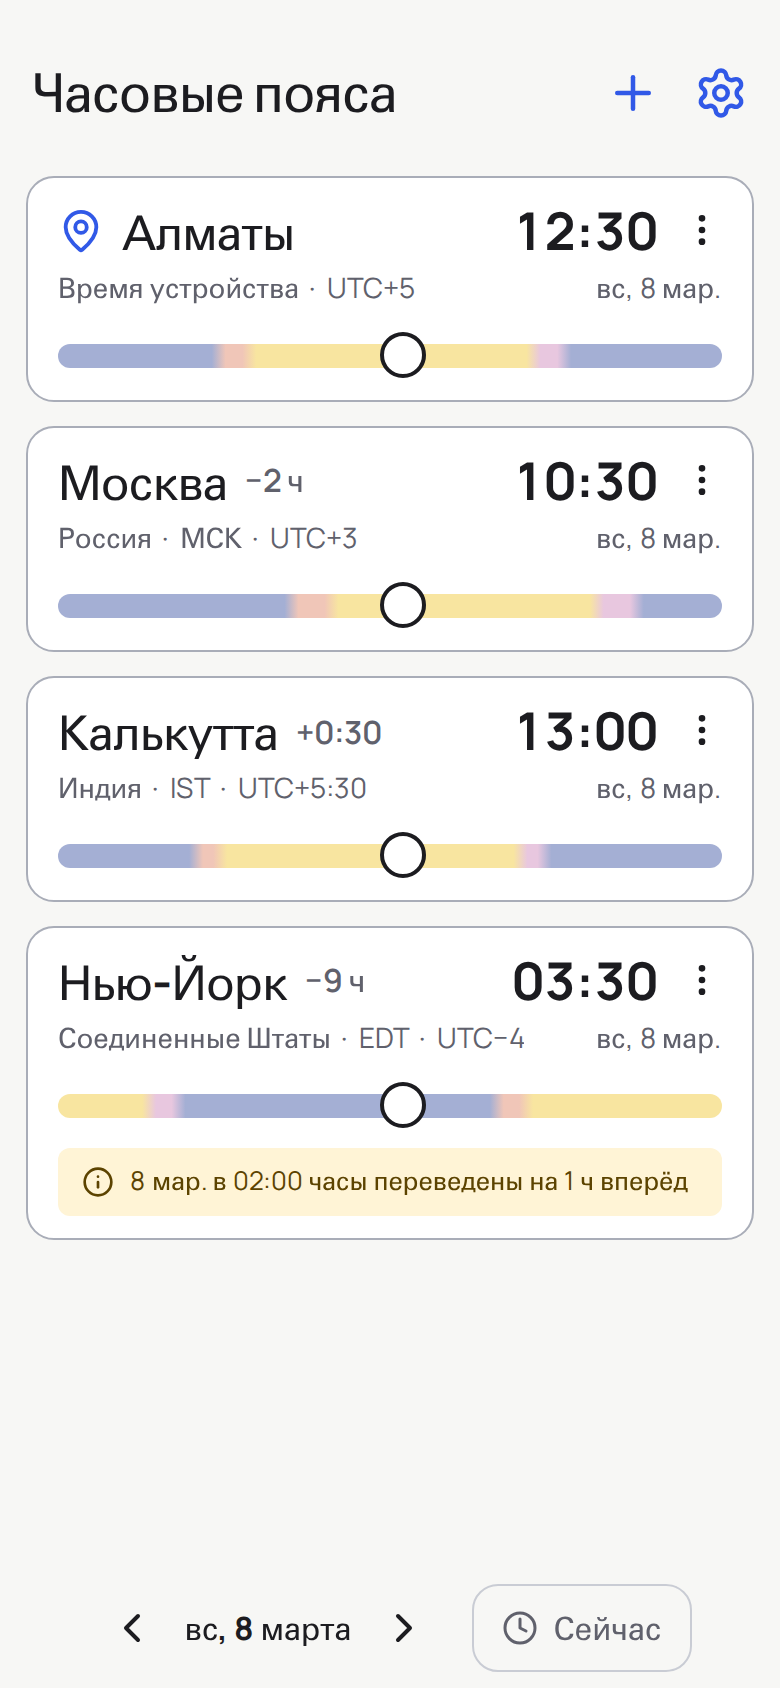 Часовые пояса
Алматы 12:30
Время устройства · UTC+5 вс, 8 мар.
Москва −2 ч 10:30
Россия · МСК · UTC+3 вс, 8 мар.
Калькутта +0:30 13:00
Индия · IST · UTC+5:30 вс, 8 мар.
Нью-Йорк −9 ч 03:30
Соединенные Штаты · EDT · UTC−4 вс, 8 мар.
8 мар. в 02:00 часы переведены на 1 ч вперёд
вс, 8 марта Сейчас